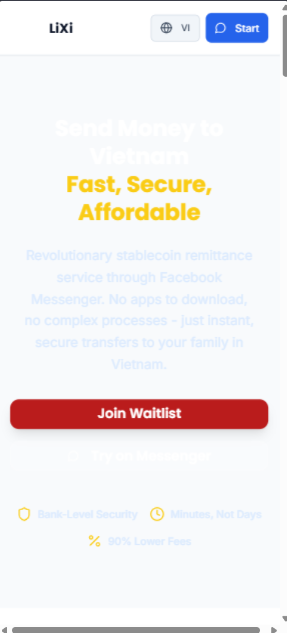 LiXi
VI
Start
Send Money to
Vietnam
Fast, Secure,
Affordable
Revolutionary stablecoin remittance
service through Facebook
Messenger. No apps to download,
no complex processes – just instant,
secure transfers to your family in
Vietnam.
Join Waitlist
Try on Messenger
Bank-Level Security
Minutes, Not Days
90% Lower Fees